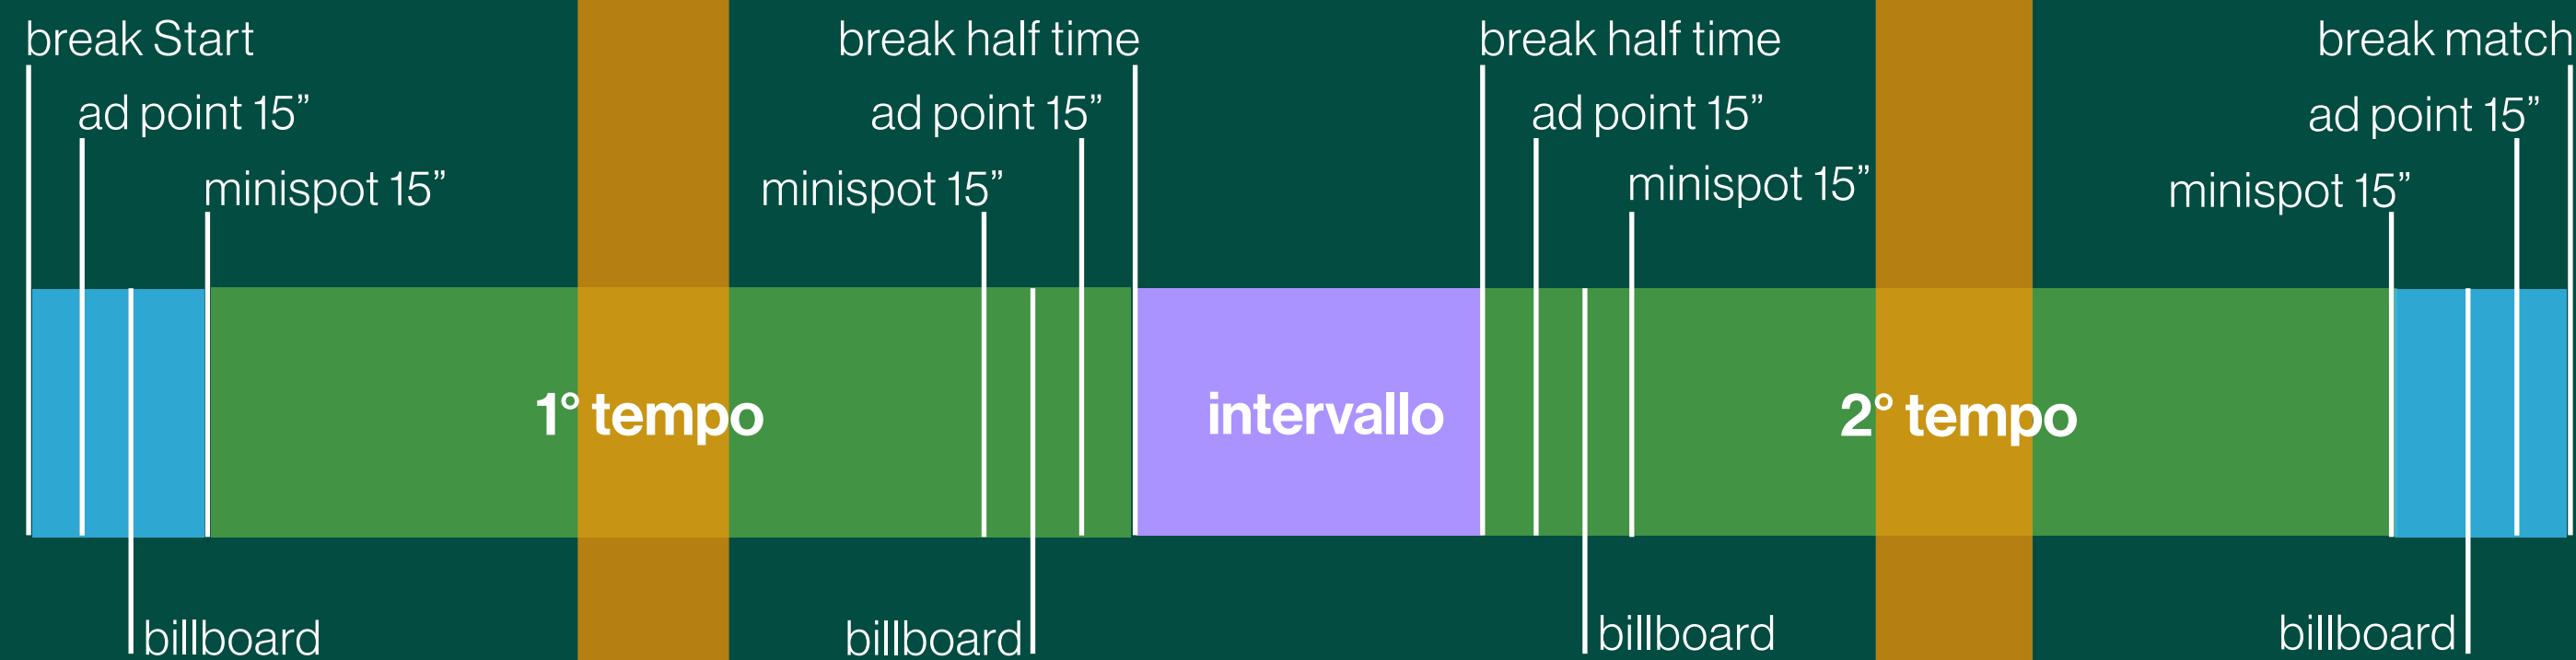 break Start
break half time
break half time
break match
ad point 15”
ad point 15”
ad point 15”
ad point 15”
minispot 15”
minispot 15”
minispot 15”
minispot 15”
1° tempo
intervallo
2° tempo
billboard
billboard
billboard
billboard